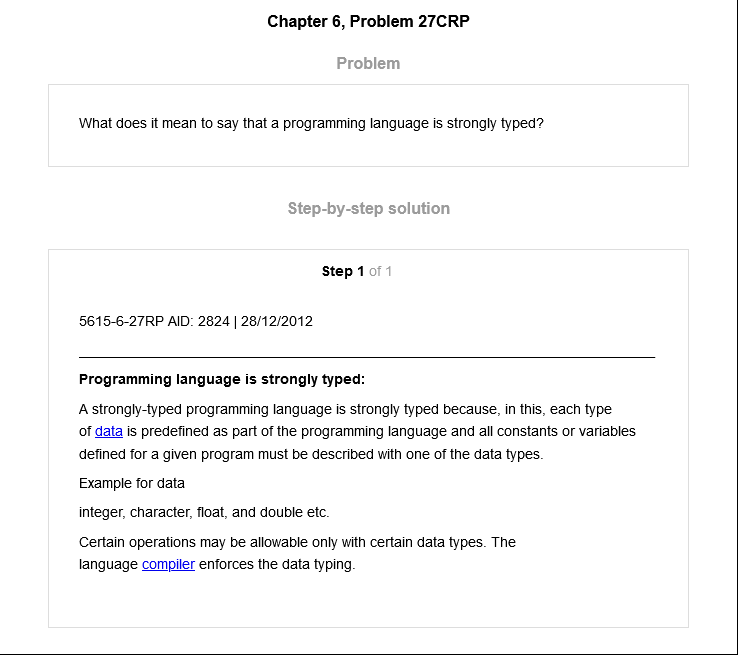 Chapter 6, Problem 27CRP
Problem
What does it mean to say that a programming language is strongly typed?
Step-by-step solution
Step 1 of 1
5615-6-27RP AID: 2824 | 28/12/2012
Programming language is strongly typed:
A strongly-typed programming language is strongly typed because, in this, each type
of data is predefined as part of the programming language and all constants or variables
defined for a given program must be described with one of the data types.
Example for data
integer, character, float, and double etc.
Certain operations may be allowable only with certain data types. The
language compiler enforces the data typing.